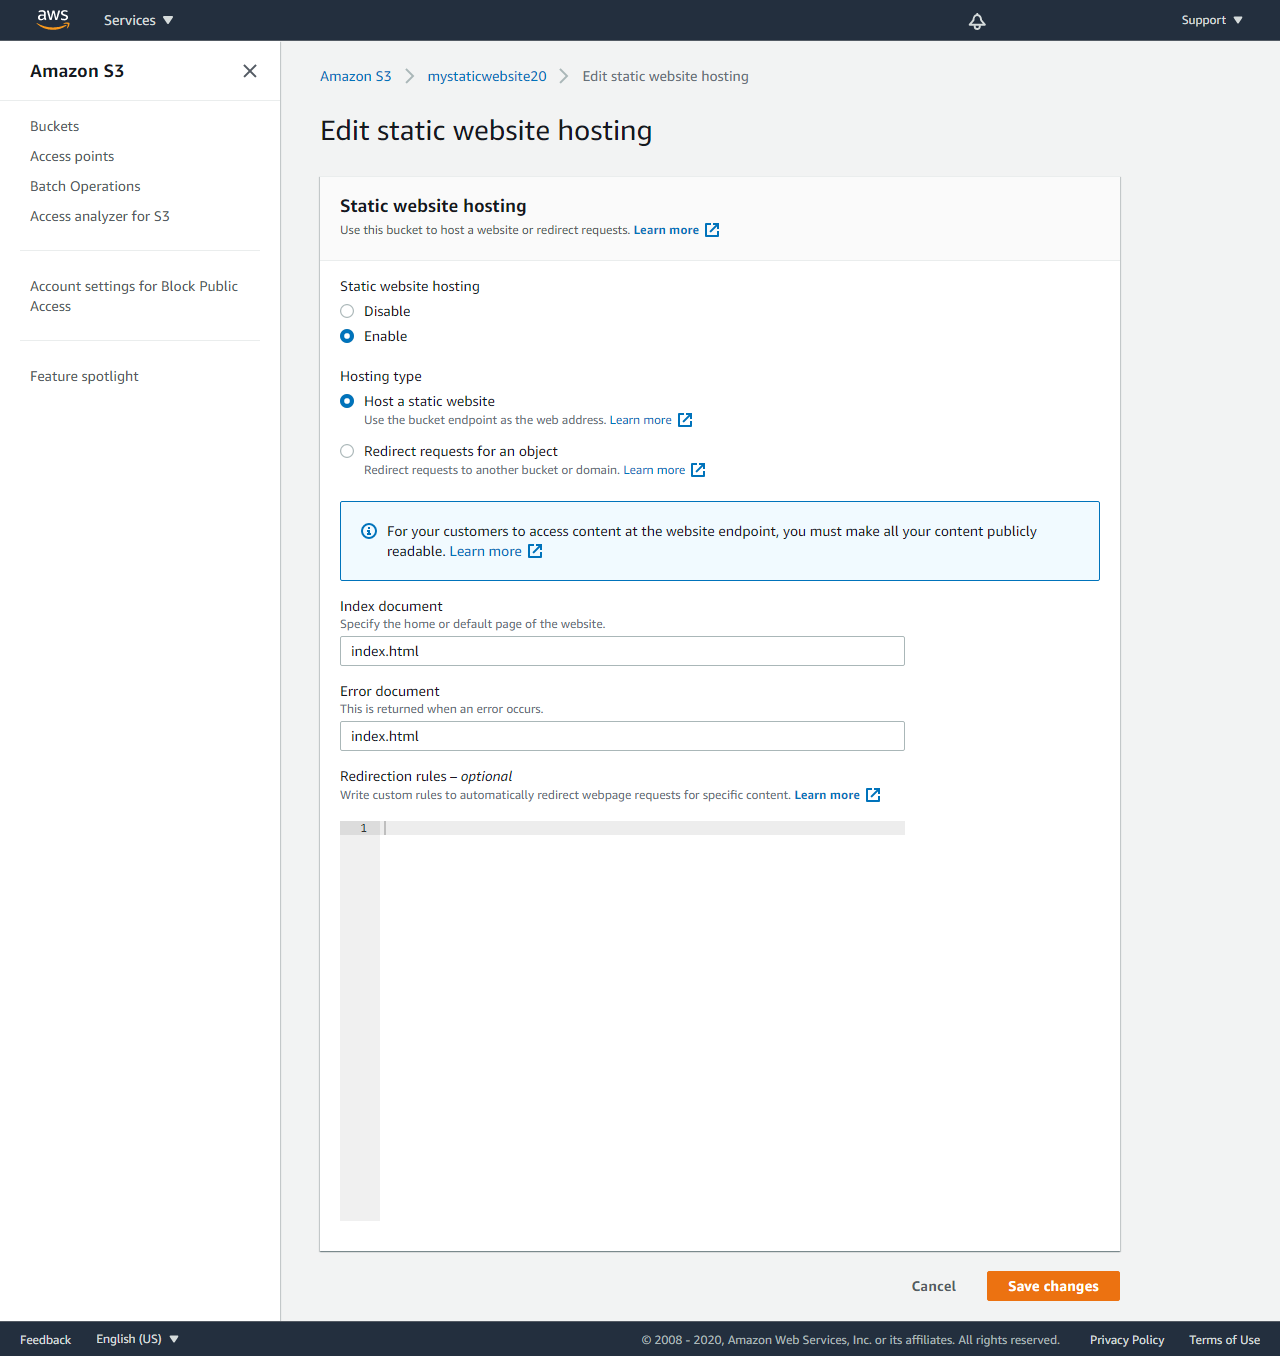 aws
Services
Support
Amazon S3
Buckets
Access points
Batch Operations
Access analyzer for S3
Account settings for Block Public
Access
Feature spotlight
Amazon S3
mystaticwebsite20
Edit static website hosting
Edit static website hosting
Static website hosting
Use this bucket to host a website or redirect requests. Learn more
Static website hosting
Disable
Enable
Hosting type
Host a static website
Use the bucket endpoint as the web address. Learn more
Redirect requests for an object
Redirect requests to another bucket or domain. Learn more
For your customers to access content at the website endpoint, you must make all your content publicly
readable. Learn more
Index document
Specify the home or default page of the website.
index.html
Error document
This is returned when an error occurs.
index.html
Redirection rules – optional
Write custom rules to automatically redirect webpage requests for specific content. Learn more
1
Cancel
Save changes
Feedback
English (US)
© 2008 - 2020, Amazon Web Services, Inc. or its affiliates. All rights reserved.
Privacy Policy
Terms of Use